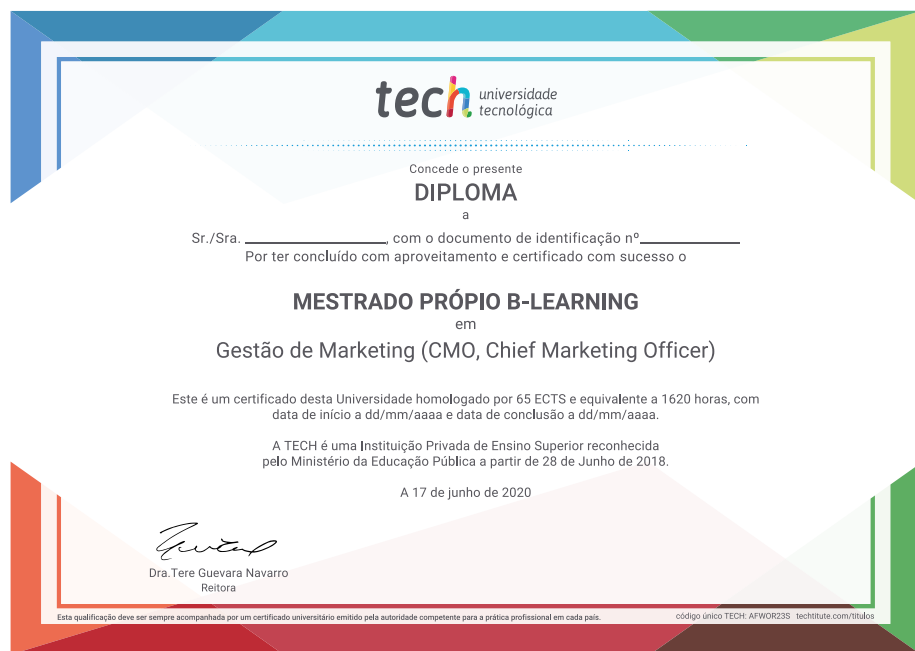 tech universidade
tecnológica
Concede o presente
DIPLOMA
a
Sr./Sra. ____________________, com o documento de identificação nº______________
Por ter concluído com aproveitamento e certificado com sucesso o
MESTRADO PRÓPIO B-LEARNING
em
Gestão de Marketing (CMO, Chief Marketing Officer)
Este é um certificado desta Universidade homologado por 65 ECTS e equivalente a 1620 horas, com
data de início a dd/mm/aaaa e data de conclusão a dd/mm/aaaa.
A TECH é uma Instituição Privada de Ensino Superior reconhecida
pelo Ministério da Educação Pública a partir de 28 de Junho de 2018.
A 17 de junho de 2020
Dra.Tere Guevara Navarro
Reitora
Esta qualificação deve ser sempre acompanhada por um certificado universitário emitido pela autoridade competente para a prática profissional em cada país.
código único TECH: AFWOR23S techtitute.com/títulos